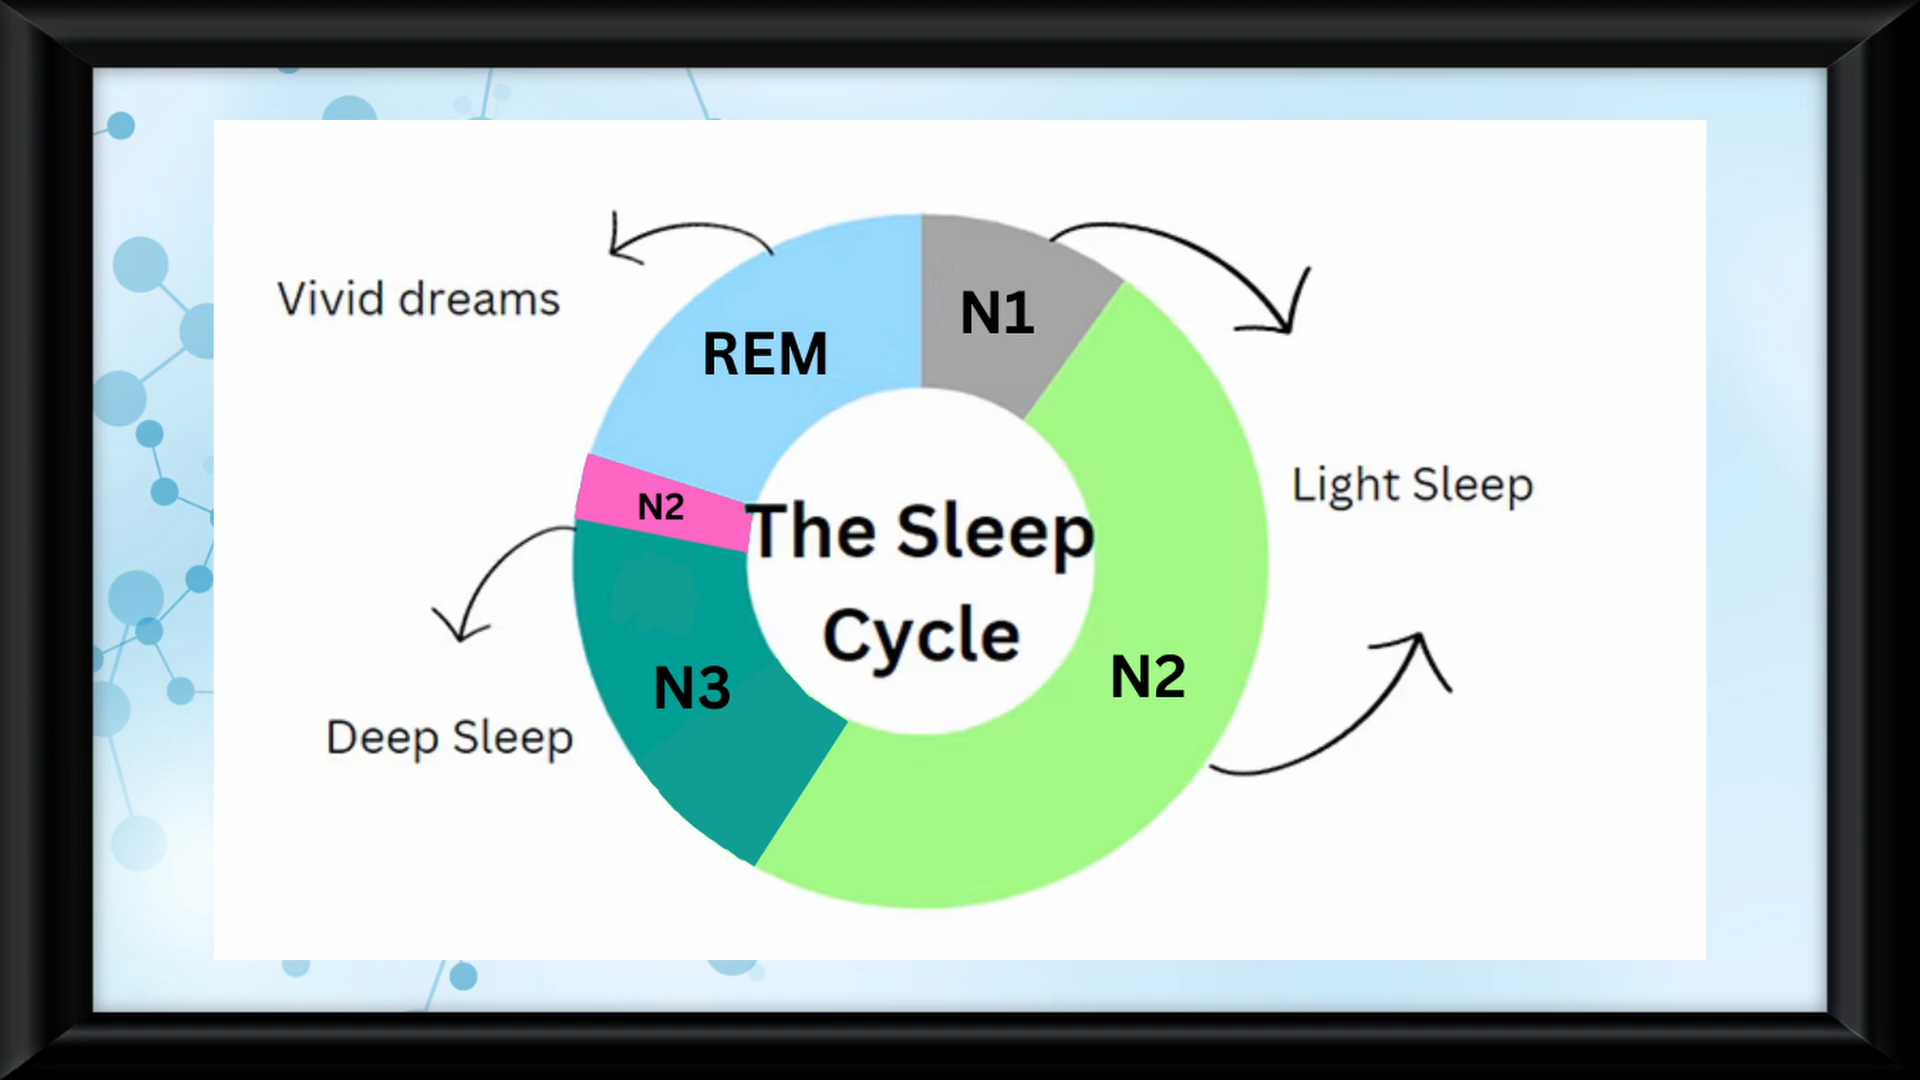 Vivid dreams
REM
N1
N2
The Sleep
Cycle
Light Sleep
N2
N3
Deep Sleep